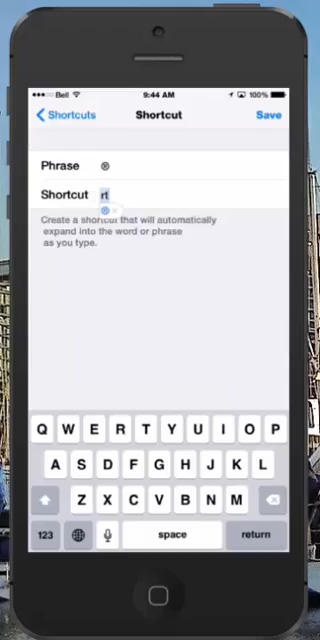 Bell 9:44 AM 100%
Shortcuts Shortcut Save
Phrase ®
Shortcut rt
® ×
Create a shortcut that will automatically
expand into the word or phrase
as you type.
Q W E R T Y U I O P
A S D F G H J K L
Z X C V B N M
123 space return